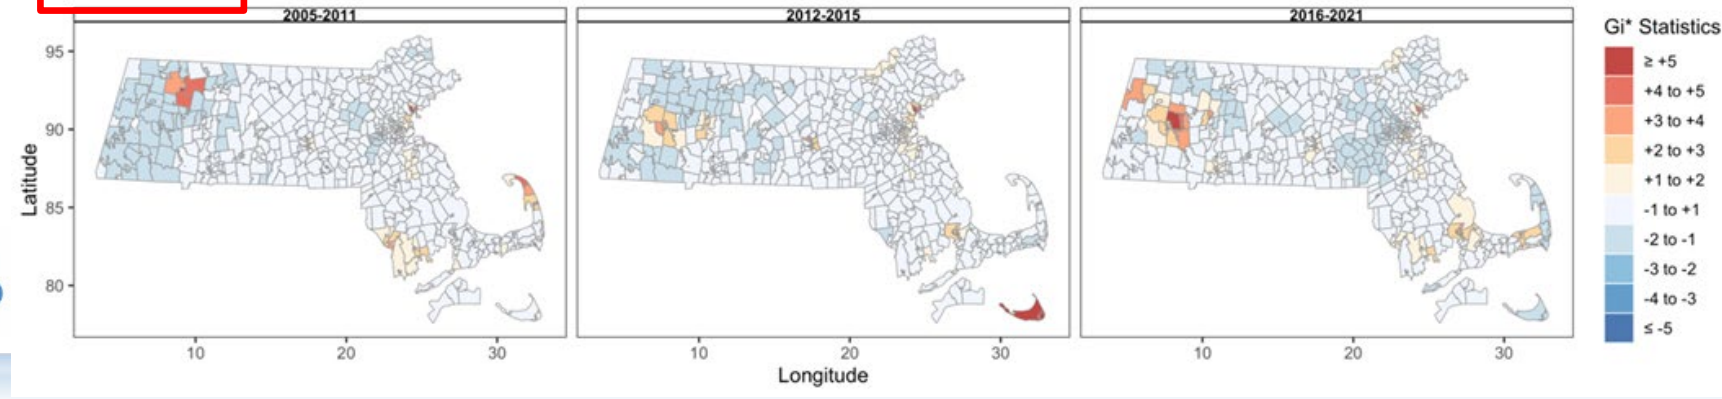 2005-2011
2012-2015
2016-2021
Latitude
95
90
85
80
10
20
30
10
20
30
10
20
30
Longitude
Gi* Statistics
≥ +5
+4 to +5
+3 to +4
+2 to +3
+1 to +2
-1 to +1
-2 to -1
-3 to -2
-4 to -3
≤ -5